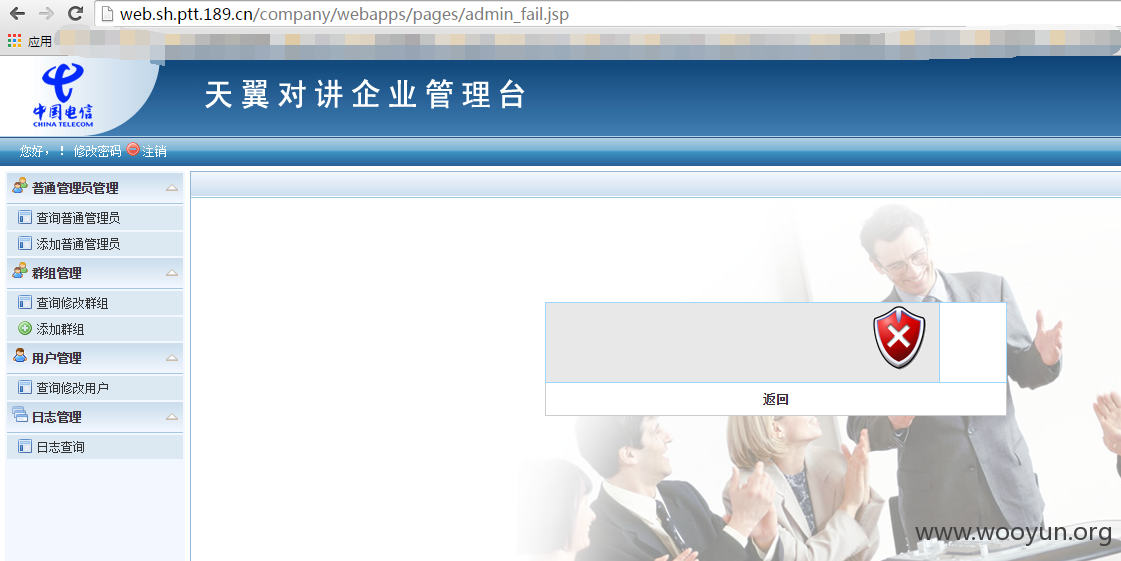 web.sh.ptt.189.cn/company/webapps/pages/admin_fail.jsp
应用
中国电信
CHINA TELECOM
天翼对讲企业管理台
您好，！ 修改密码 注销
普通管理员管理
查询普通管理员
添加普通管理员
群组管理
查询修改群组
添加群组
用户管理
查询修改用户
日志管理
日志查询
返回
www.wooyun.org